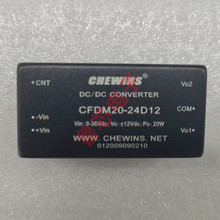 CHEWINS
DC/DC CONVERTER
CFDM20-24D12
Vin: 9-36Vdc; Vo: ±12Vdc; Po: 20W
WWW.CHEWINS.NET
012009090210
CNT
-Vin
+Vin
Vo2
COM
Vo1